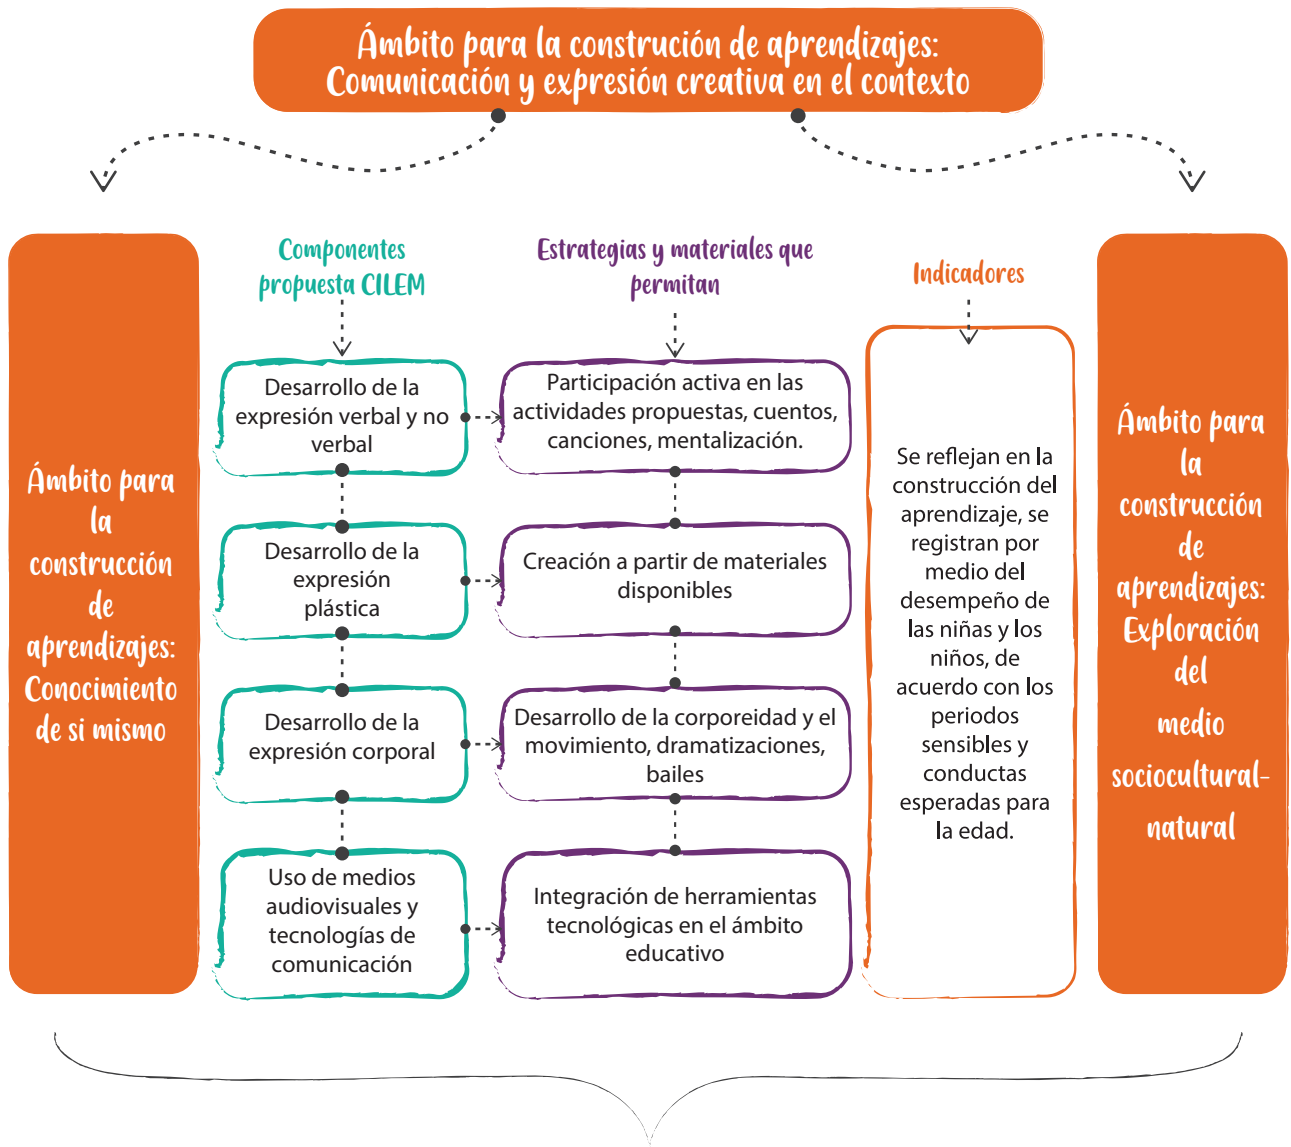 Ámbito para la construción de aprendizajes:
Comunicación y expresión creativa en el contexto
Ámbito para
la
construcción
de
aprendizajes:
Conocimiento
de si mismo
Componentes
propuesta CILEM
Desarrollo de la
expresión verbal y no
verbal
Desarrollo de la
expresión
plástica
Desarrollo de la
expresión corporal
Uso de medios
audiovisuales y
tecnologías de
comunicación
Estrategias y materiales que
permitan
Participación activa en las
actividades propuestas, cuentos,
canciones, mentalización.
Creación a partir de materiales
disponibles
Desarrollo de la corporeidad y el
movimiento, dramatizaciones,
bailes
Integración de herramientas
tecnológicas en el ámbito
educativo
Indicadores
Se reflejan en la
construcción del
aprendizaje, se
registran por
medio del
desempeño de
las niñas y los
niños, de
acuerdo con los
periodos
sensibles y
conductas
esperadas para
la edad.
Ámbito para
la
construcción
de
aprendizajes:
Exploración
del
medio
sociocultural-
natural